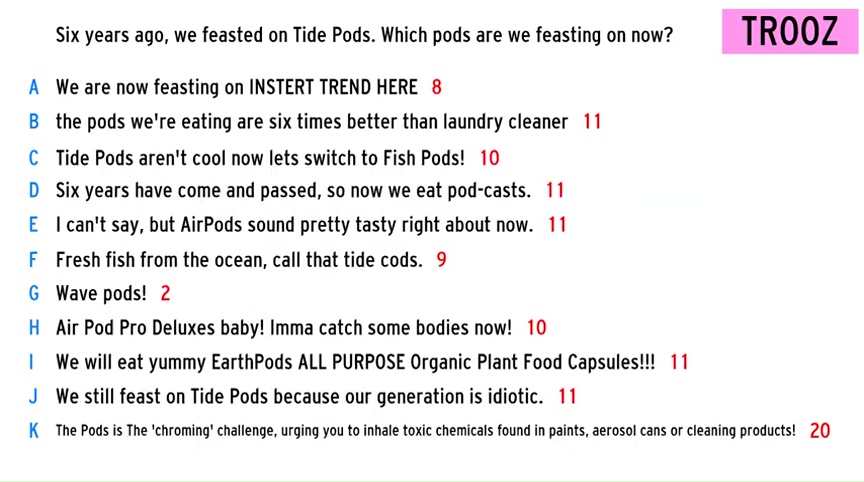 Six years ago, we feasted on Tide Pods. Which pods are we feasting on now?
TROOZ
A We are now feasting on INSTERT TREND HERE 8
B the pods we're eating are six times better than laundry cleaner 11
C Tide Pods aren't cool now lets switch to Fish Pods! 10
D Six years have come and passed, so now we eat pod-casts. 11
E I can't say, but AirPods sound pretty tasty right about now. 11
F Fresh fish from the ocean, call that tide cods. 9
G Wave pods! 2
H Air Pod Pro Deluxes baby! Imma catch some bodies now! 10
I We will eat yummy EarthPods ALL PURPOSE Organic Plant Food Capsules!!! 11
J We still feast on Tide Pods because our generation is idiotic. 11
K The Pods is The 'chroming' challenge, urging you to inhale toxic chemicals found in paints, aerosol cans or cleaning products! 20